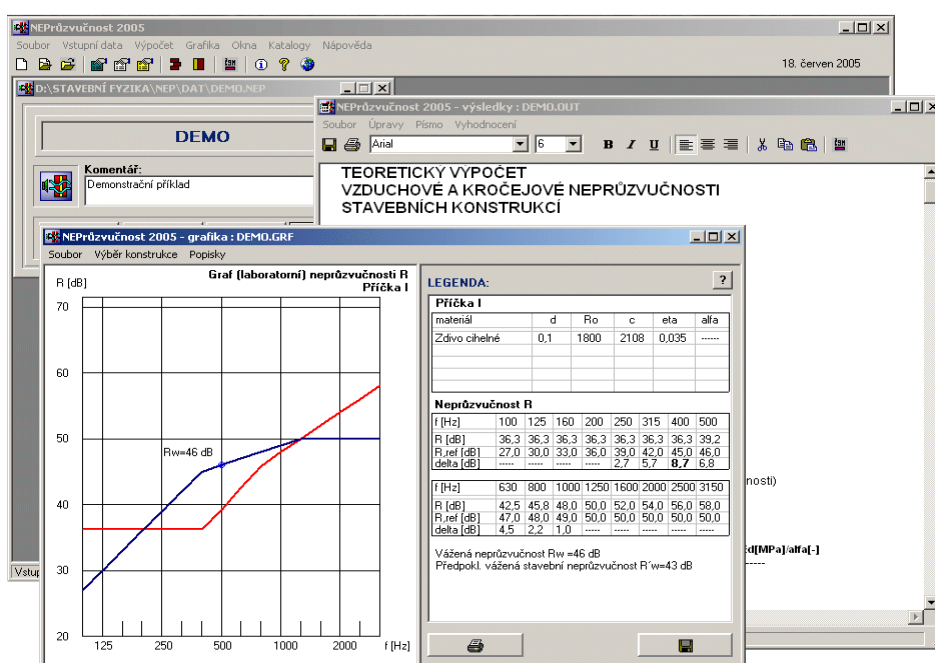 NEPrůzvučnost 2005
Soubor Vstupní data Výpočet Grafika Okna Katalogy Nápověda
18. červen 2005
D:\STAVEBNÍ FYZIKA\NEP\DAT\DEMO.NEP
DEMO
Komentář:
Demonstrační příklad
NEPrůzvučnost 2005 - výsledky : DEMO.OUT
Soubor Úpravy Písmo Vyhodnocení
Arial 6 B I U
TEORETICKÝ VÝPOČET
VZDUCHOVÉ A KROČEJOVÉ NEPRŮZVUČNOSTI
STAVEBNÍCH KONSTRUKCÍ
nosti)
Ed[MPa]/alfa[-]
-----
Vstup
NEPrůzvučnost 2005 - grafika : DEMO.GRF
Soubor Výběr konstrukce Popisky
R [dB]
Graf (laboratorní) neprůzvučnosti R
Příčka I
70
60
50
40
30
20
Rw=46 dB
125 250 500 1000 2000 f [Hz]
LEGENDA:
?
Příčka I
materiál d Ro c eta alfa
Zdivo cihelné 0,1 1800 2108 0,035 -----
Neprůzvučnost R
f [Hz] 100 125 160 200 250 315 400 500
R [dB] 36,3 36,3 36,3 36,3 36,3 36,3 36,3 39,2
R,ref [dB] 27,0 30,0 33,0 36,0 39,0 42,0 45,0 46,0
delta [dB] ----- ----- ----- ----- 2,7 5,7 8,7 6,8
f [Hz] 630 800 1000 1250 1600 2000 2500 3150
R [dB] 42,5 45,8 48,0 50,0 52,0 54,0 56,0 58,0
R,ref [dB] 47,0 48,0 49,0 50,0 50,0 50,0 50,0 50,0
delta [dB] 4,5 2,2 1,0 ----- ----- ----- ----- -----
Vážená neprůzvučnost Rw =46 dB
Předpokl. vážená stavební neprůzvučnost R´w=43 dB